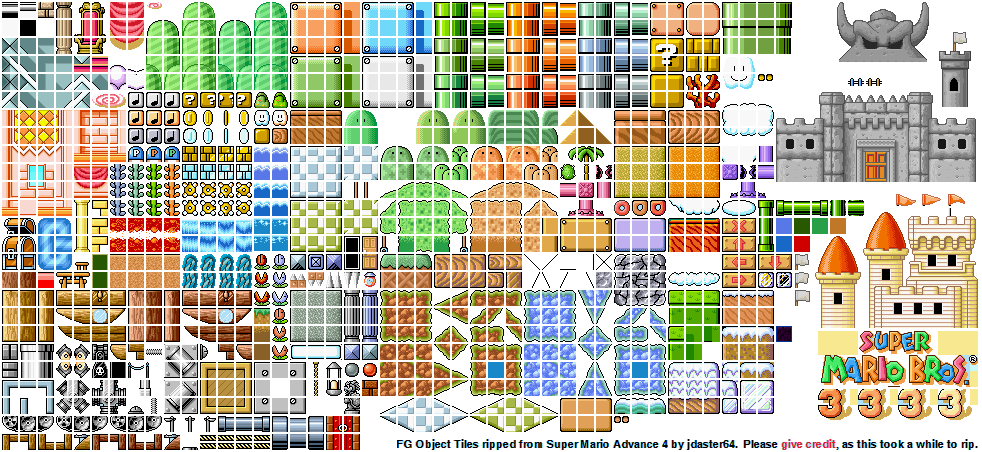 ?
P P P
SUPER
MARIO BROS.®
3 3 3 3
FG Object Tiles ripped from Super Mario Advance 4 by jdaster64. Please give credit, as this took a while to rip.